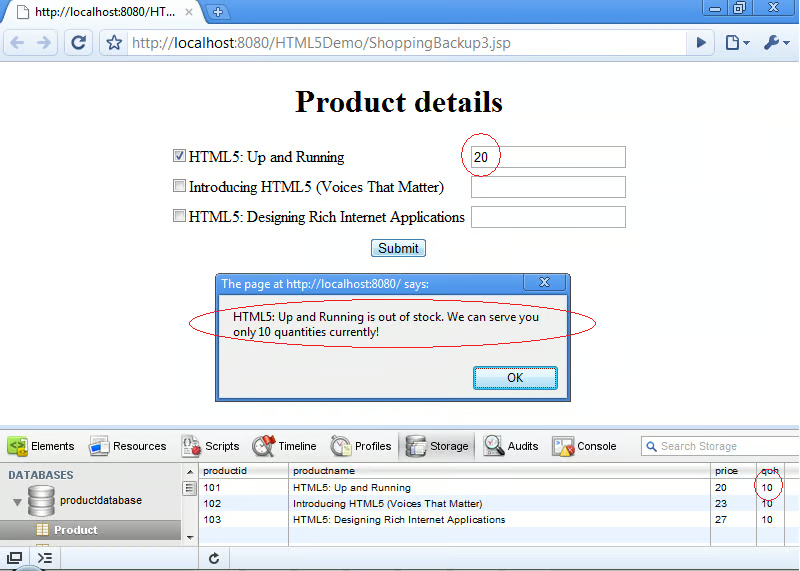 http://localhost:8080/HT...
http://localhost:8080/HTML5Demo/ShoppingBackup3.jsp
Product details
HTML5: Up and Running 20
Introducing HTML5 (Voices That Matter)
HTML5: Designing Rich Internet Applications
Submit
The page at http://localhost:8080/ says:
HTML5: Up and Running is out of stock. We can serve you
only 10 quantities currently!
OK
Elements Resources Scripts Timeline Profiles Storage Audits Console Search Storage
DATABASES
productdatabase
Product
productid productname price qoh
101 HTML5: Up and Running 20 10
102 Introducing HTML5 (Voices That Matter) 23 10
103 HTML5: Designing Rich Internet Applications 27 10